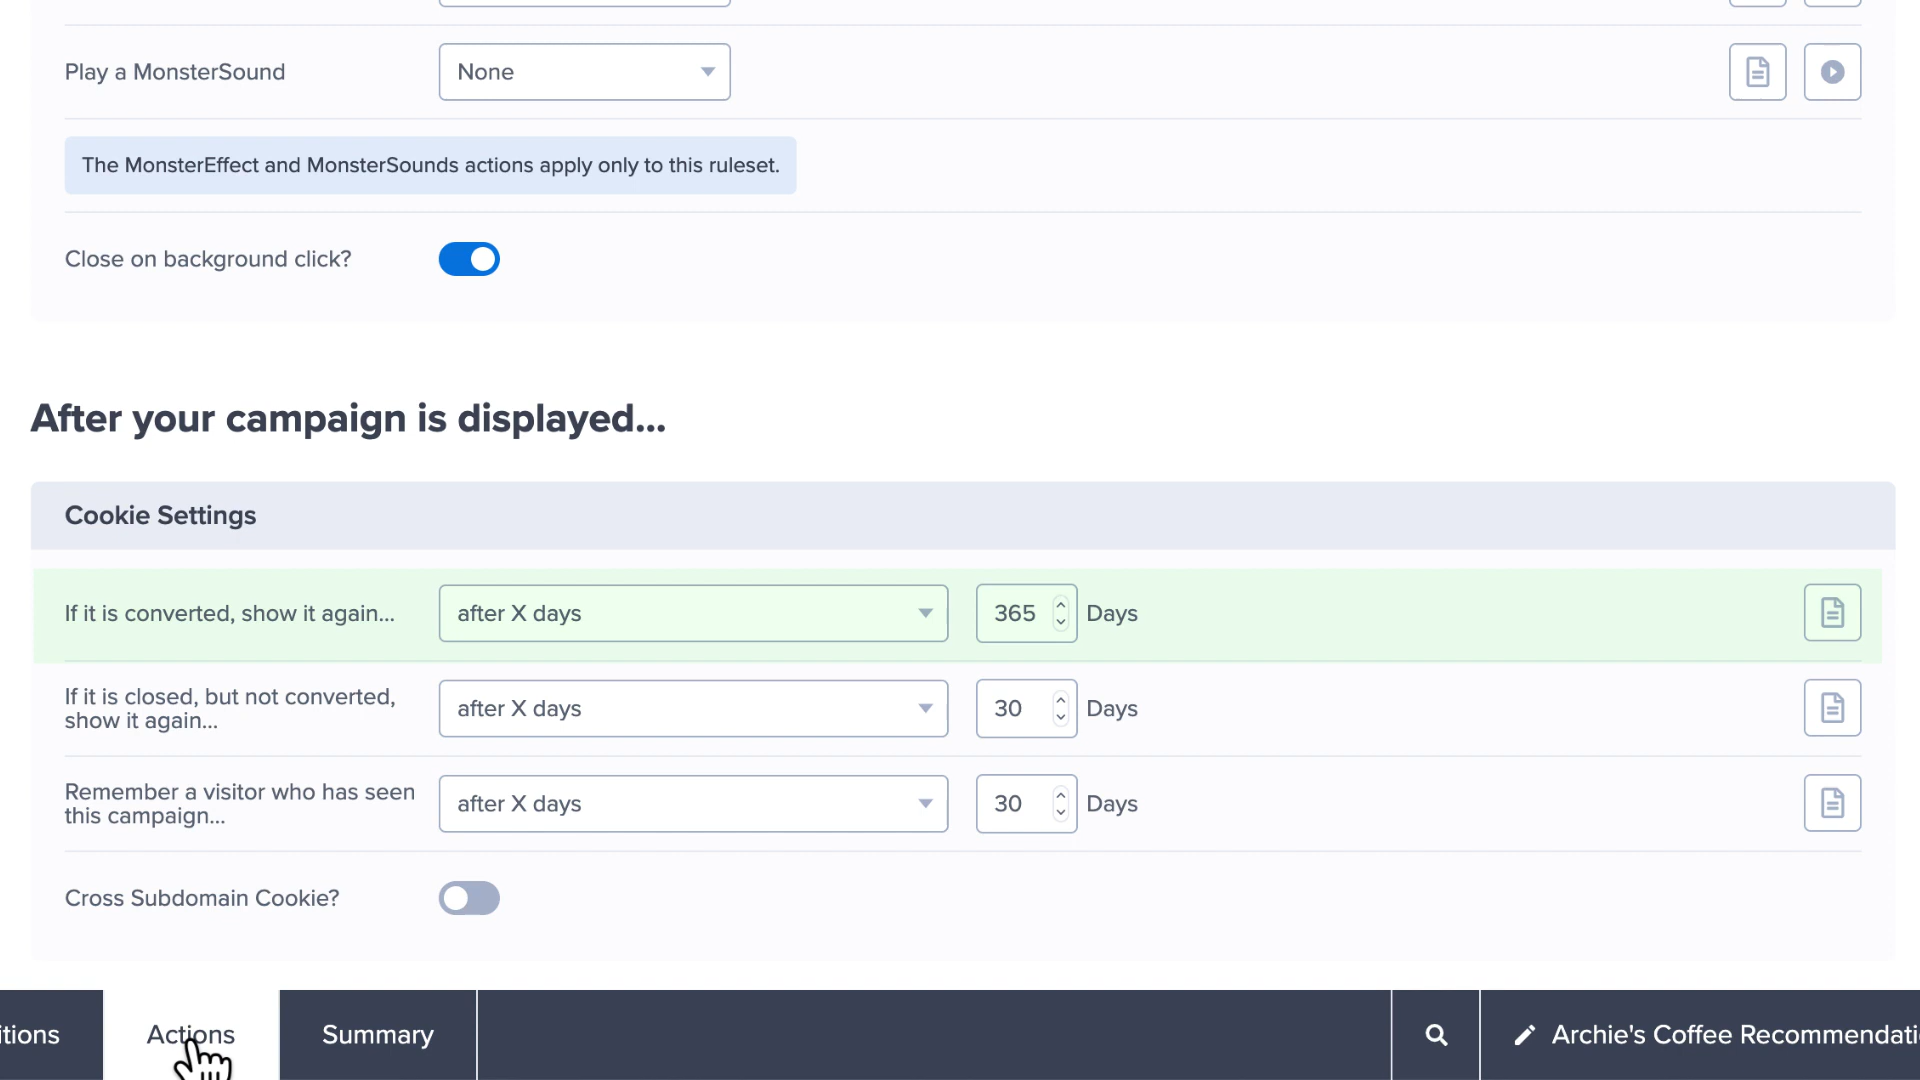 Play a MonsterSound
None
The MonsterEffect and MonsterSounds actions apply only to this ruleset.
Close on background click?
After your campaign is displayed...
Cookie Settings
If it is converted, show it again...
after X days
365
Days
If it is closed, but not converted,
show it again...
after X days
30
Days
Remember a visitor who has seen
this campaign...
after X days
30
Days
Cross Subdomain Cookie?
itions
Actions
Summary
Archie's Coffee Recommendati